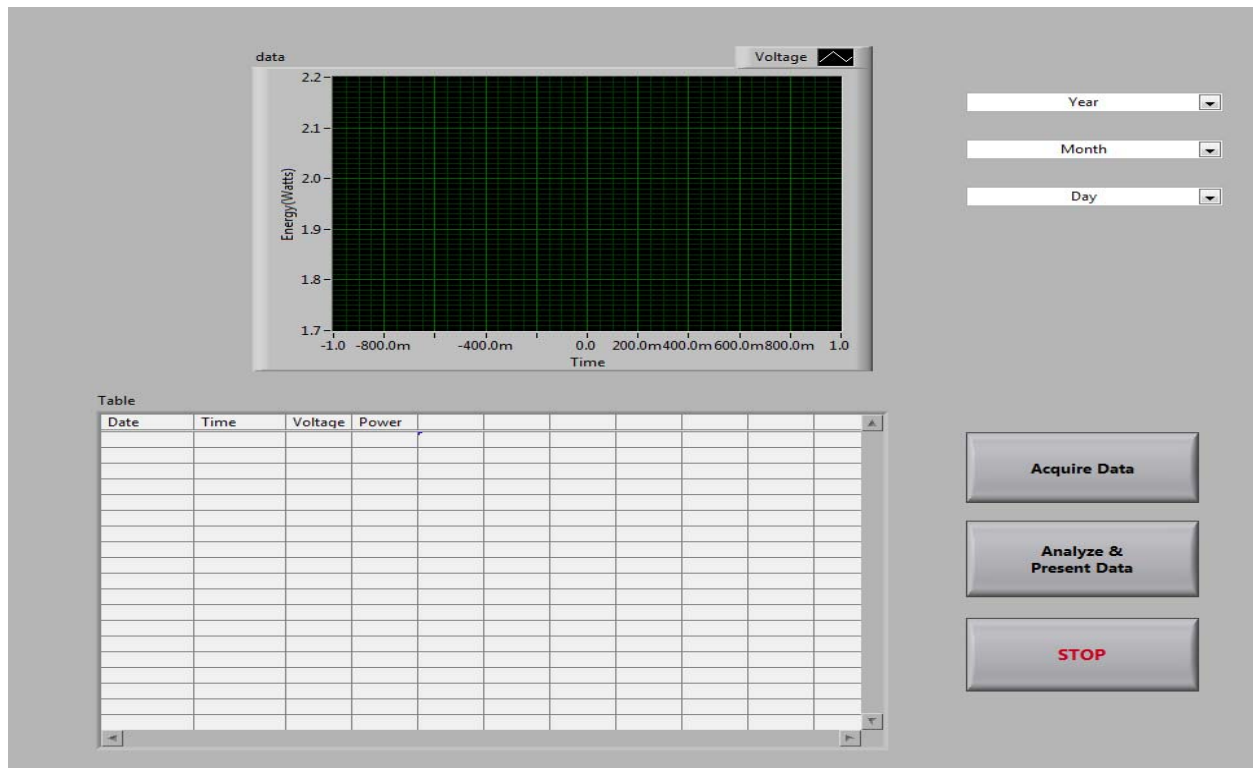 data
Voltage
2.2
2.1
2.0
1.9
1.8
1.7
Energy(Watts)
-1.0 -800.0m -400.0m 0.0 200.0m 400.0m 600.0m 800.0m 1.0
Time
Year
Month
Day
Table
Date Time Voltage Power
Acquire Data
Analyze &
Present Data
STOP